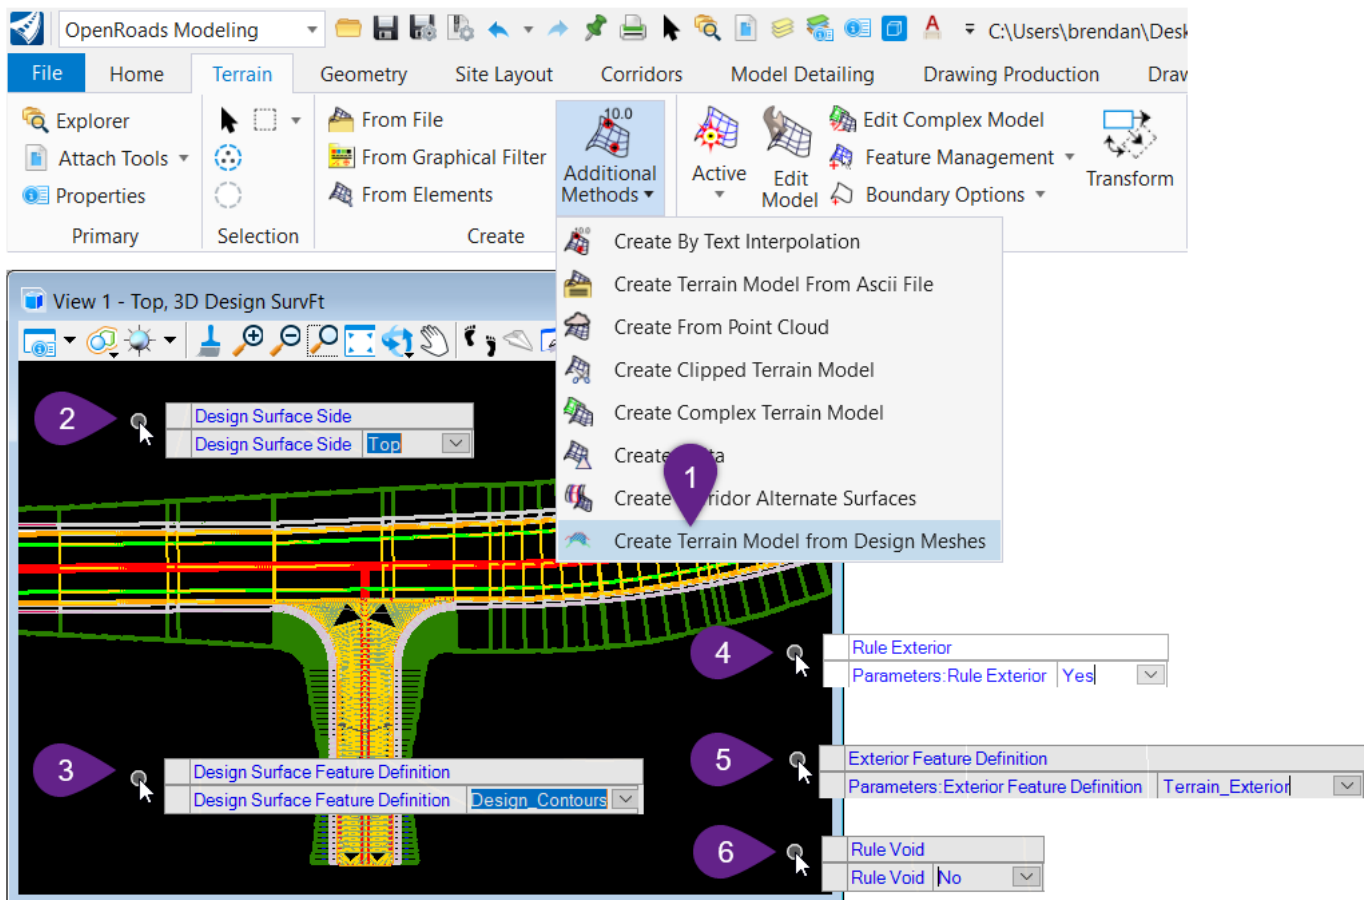 OpenRoads Modeling
C:\Users\brendan\Desk
File Home Terrain Geometry Site Layout Corridors Model Detailing Drawing Production Draw
Explorer
Attach Tools
Properties
Primary
Selection
From File
From Graphical Filter
From Elements
Create
10.0
Additional
Methods
Active
Edit
Model
Edit Complex Model
Feature Management
Boundary Options
Transform
Create By Text Interpolation
Create Terrain Model From Ascii File
Create From Point Cloud
Create Clipped Terrain Model
Create Complex Terrain Model
Create ta
1
Create ridor Alternate Surfaces
Create Terrain Model from Design Meshes
View 1 - Top, 3D Design SurvFt
2
Design Surface Side
Design Surface Side Top
3
Design Surface Feature Definition
Design Surface Feature Definition Design_Contours
4
Rule Exterior
Parameters:Rule Exterior Yes
5
Exterior Feature Definition
Parameters:Exterior Feature Definition Terrain_Exterior
6
Rule Void
Rule Void No